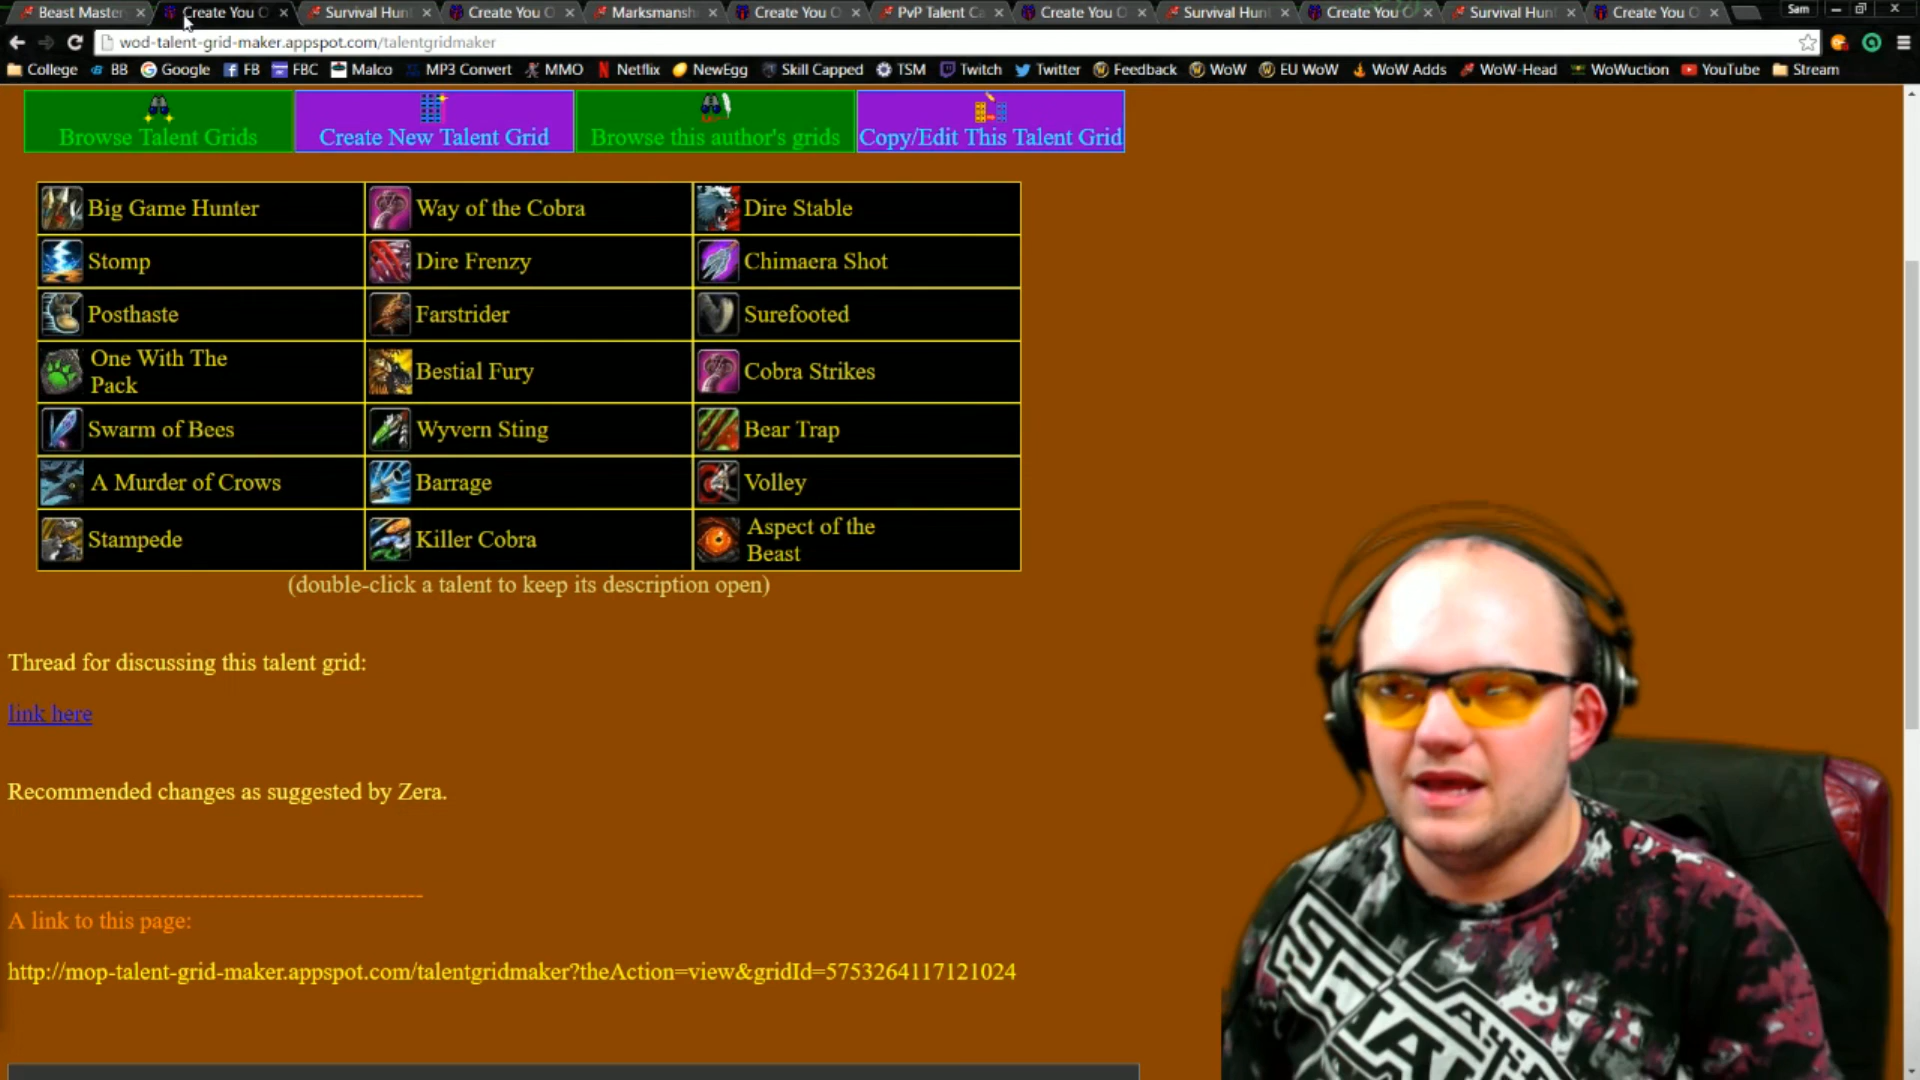 Beast Master Create You O Survival Hun Create You O Marksmansh Create You O PvP Talent Ca Create You O Survival Hun Create You O Survival Hun Create You O Sam
wod-talent-grid-maker.appspot.com/talentgridmaker
College BB Google FB FBC Malco MP3 Convert MMO Netflix NewEgg Skill Capped TSM Twitch Twitter Feedback WoW EU WoW WoW Adds WoW-Head WoWuction YouTube Stream
Browse Talent Grids Create New Talent Grid Browse this author's grids Copy/Edit This Talent Grid
Big Game Hunter Way of the Cobra Dire Stable
Stomp Dire Frenzy Chimaera Shot
Posthaste Farstrider Surefooted
One With The
Pack Bestial Fury Cobra Strikes
Swarm of Bees Wyvern Sting Bear Trap
A Murder of Crows Barrage Volley
Stampede Killer Cobra Aspect of the
Beast
(double-click a talent to keep its description open)
Thread for discussing this talent grid:
link here
Recommended changes as suggested by Zera.
------------------------------------------------
A link to this page:
http://mop-talent-grid-maker.appspot.com/talentgridmaker?theAction=view&gridId=5753264117121024